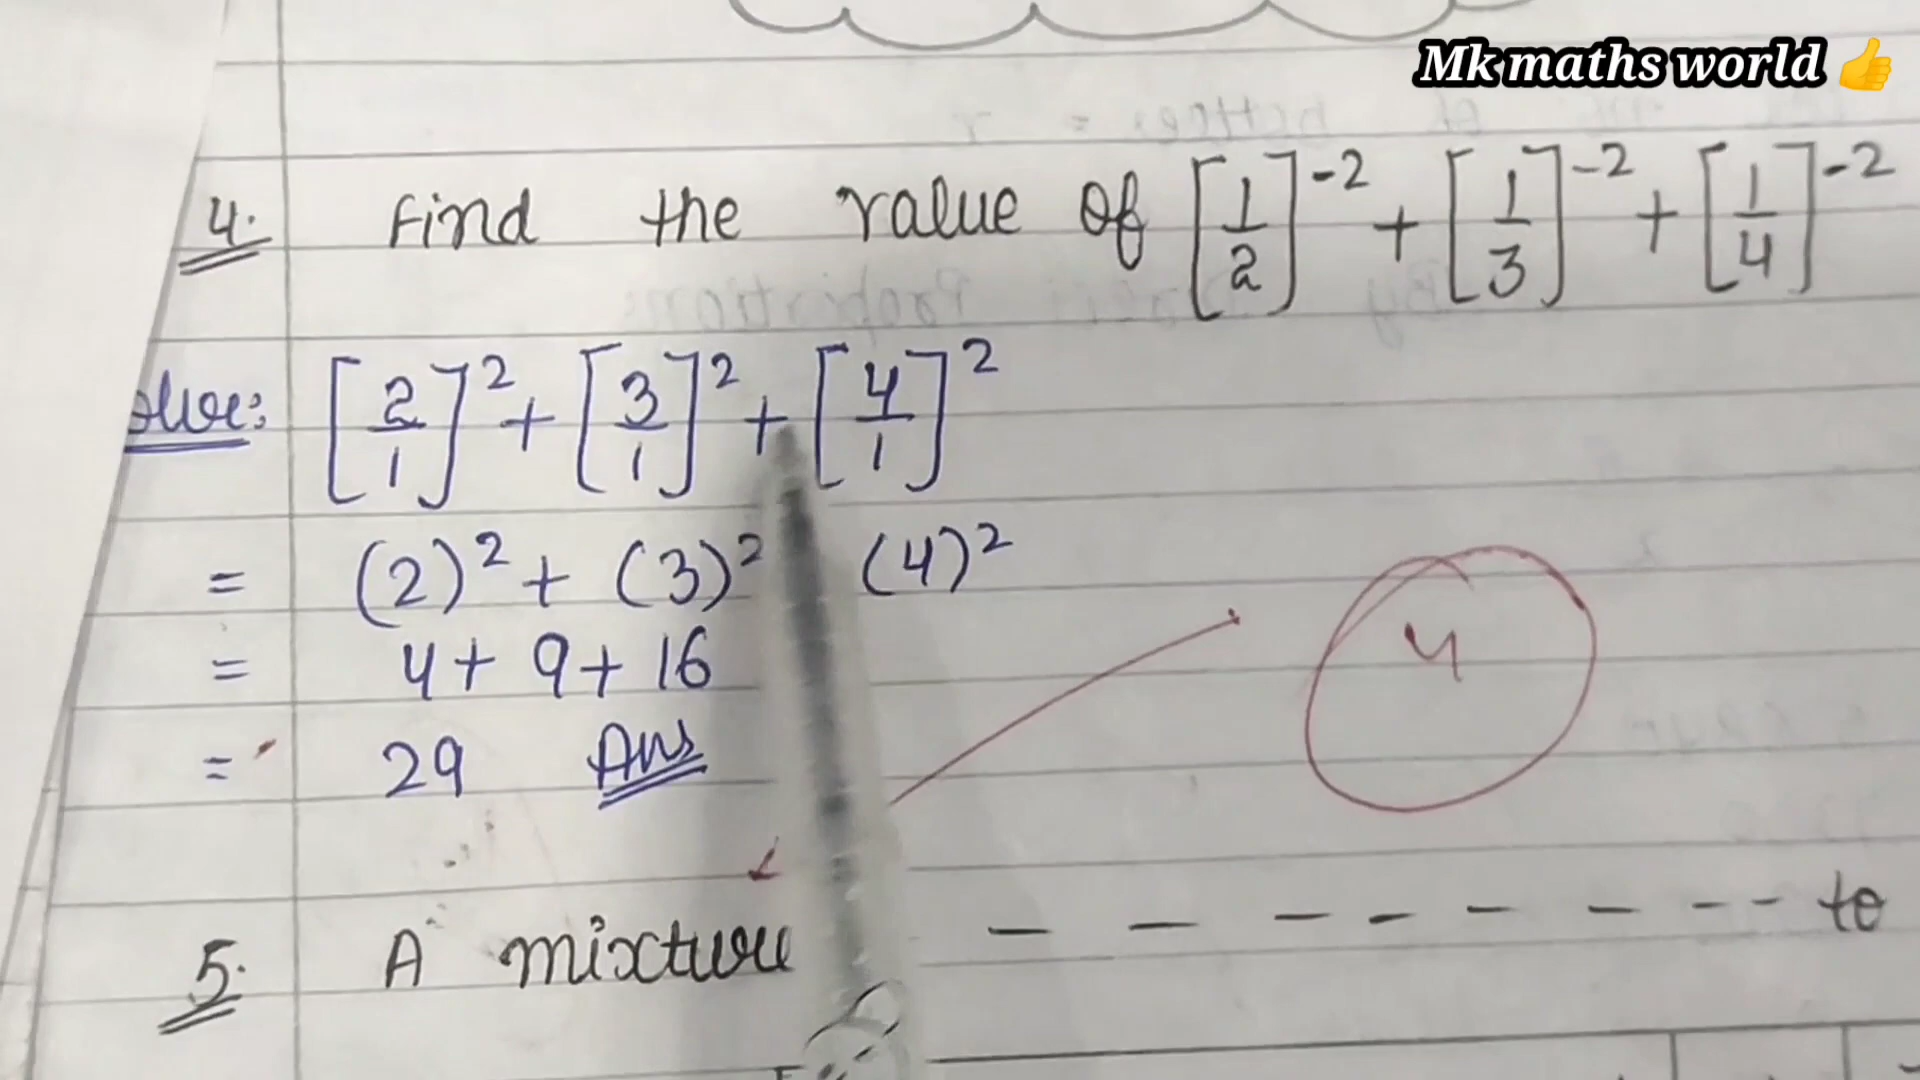 Mk maths world 👍
4. Find the value of [1/2]^-2 + [1/3]^-2 + [1/4]^-2
olve: [2/1]^2 + [3/1]^2 + [4/1]^2
= (2)^2 + (3)^2 (4)^2
= 4 + 9 + 16
4
= 29 Ans
5. A mixture - - - - - - - - to